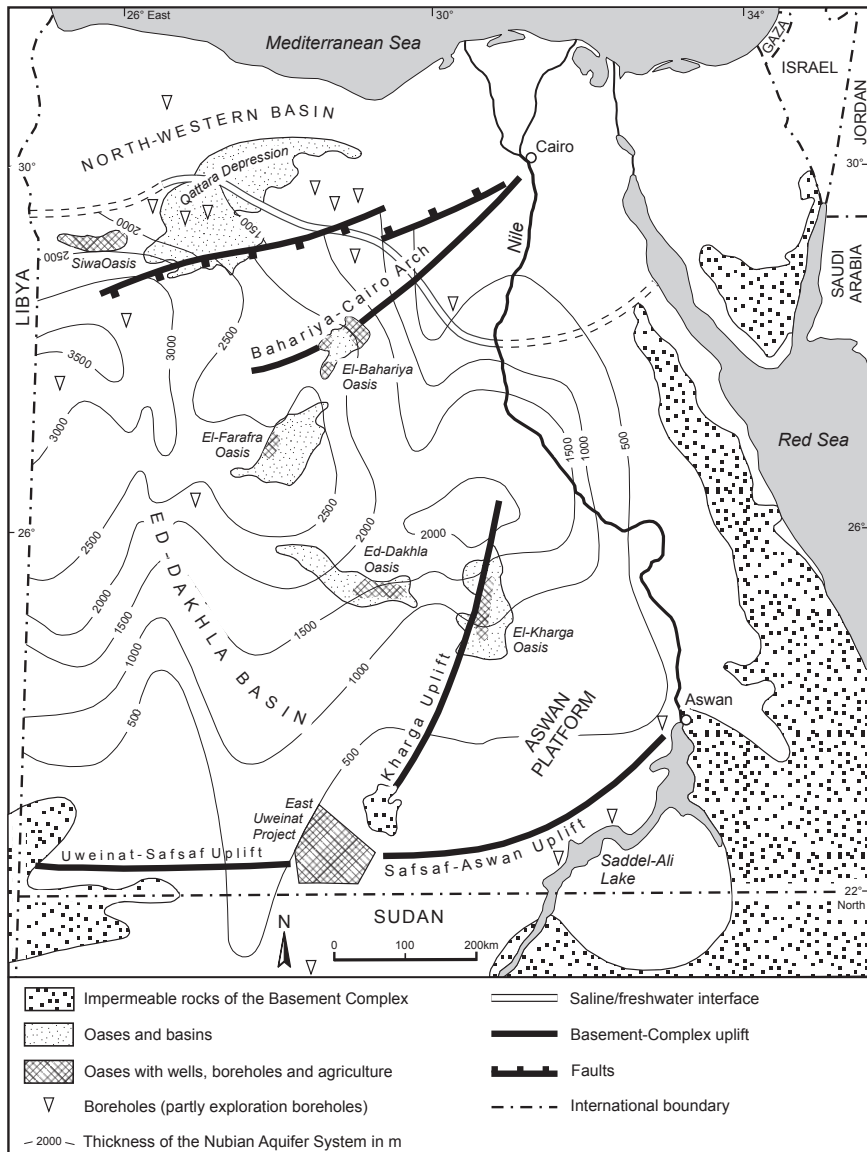 26° East
30°
34°
Mediterranean Sea
GAZA
ISRAEL
JORDAN
NORTH-WESTERN BASIN
Cairo
30°
30°
Qattara Depression
2000
1500
2500
SiwaOasis
LIBYA
Nile
SAUDI
ARABIA
Bahariya-Cairo Arch
3500
3000
2500
El-Bahariya
Oasis
3000
El-Farafra
Oasis
1500
1000
500
Red Sea
2500
2000
2000
26°
26°
ED-DAKHLA BASIN
2500
2000
1500
1000
500
Ed-Dakhla
Oasis
1500
1000
El-Kharga
Oasis
Kharga Uplift
ASWAN
PLATFORM
Aswan
500
East
Uweinat
Project
Uweinat-Safsaf Uplift
Safsaf-Aswan Uplift
Saddel-Ali
Lake
22°
North
SUDAN
N
0 100 200km
Impermeable rocks of the Basement Complex
Oases and basins
Oases with wells, boreholes and agriculture
Boreholes (partly exploration boreholes)
2000 Thickness of the Nubian Aquifer System in m
Saline/freshwater interface
Basement-Complex uplift
Faults
International boundary